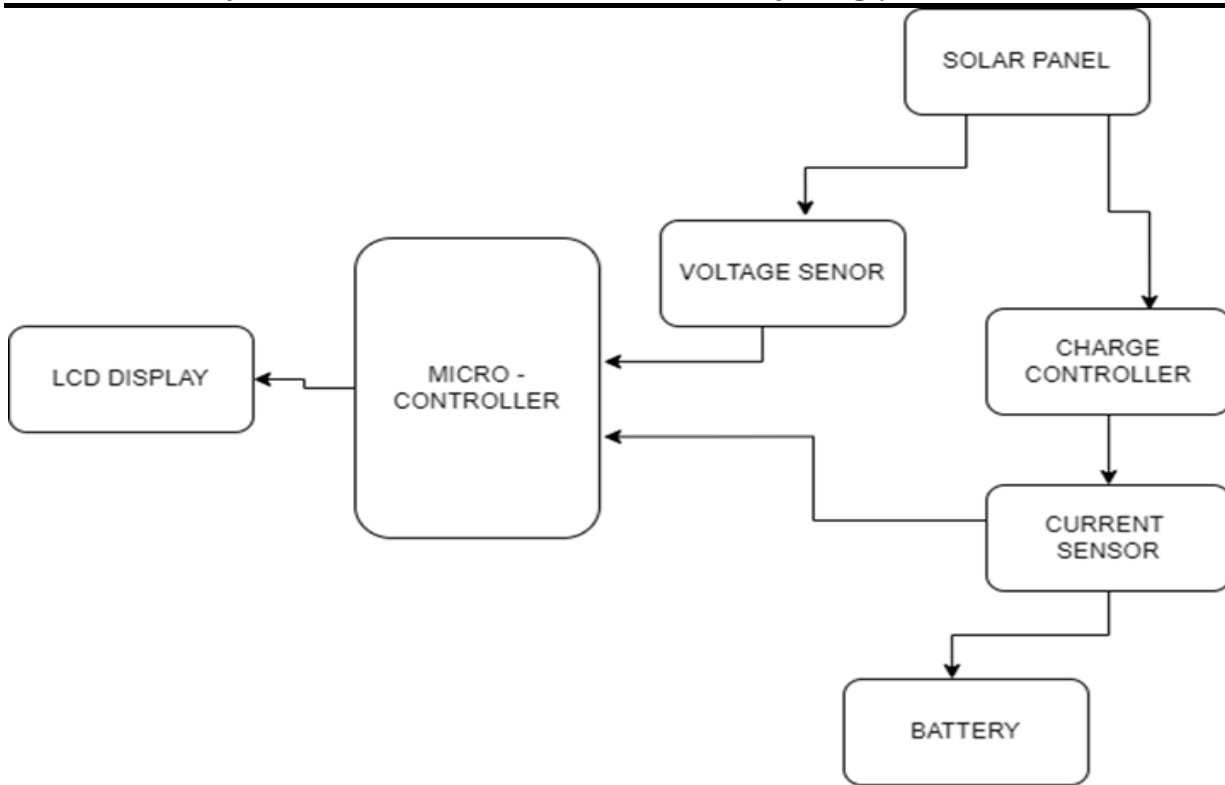 SOLAR PANEL
VOLTAGE SENOR
CHARGE
CONTROLLER
LCD DISPLAY
MICRO -
CONTROLLER
CURRENT
SENSOR
BATTERY